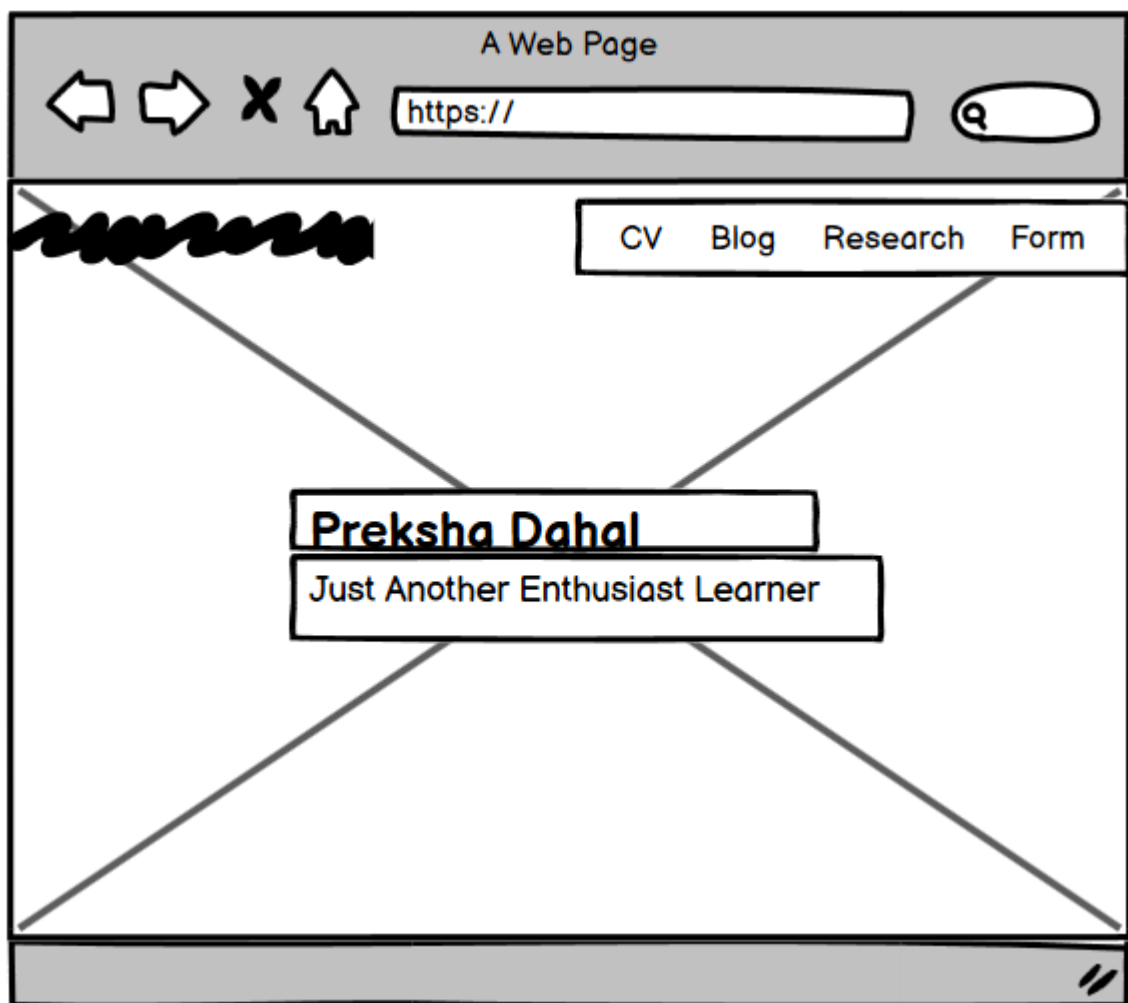 A Web Page
https://
CV Blog Research Form
Preksha Dahal
Just Another Enthusiast Learner